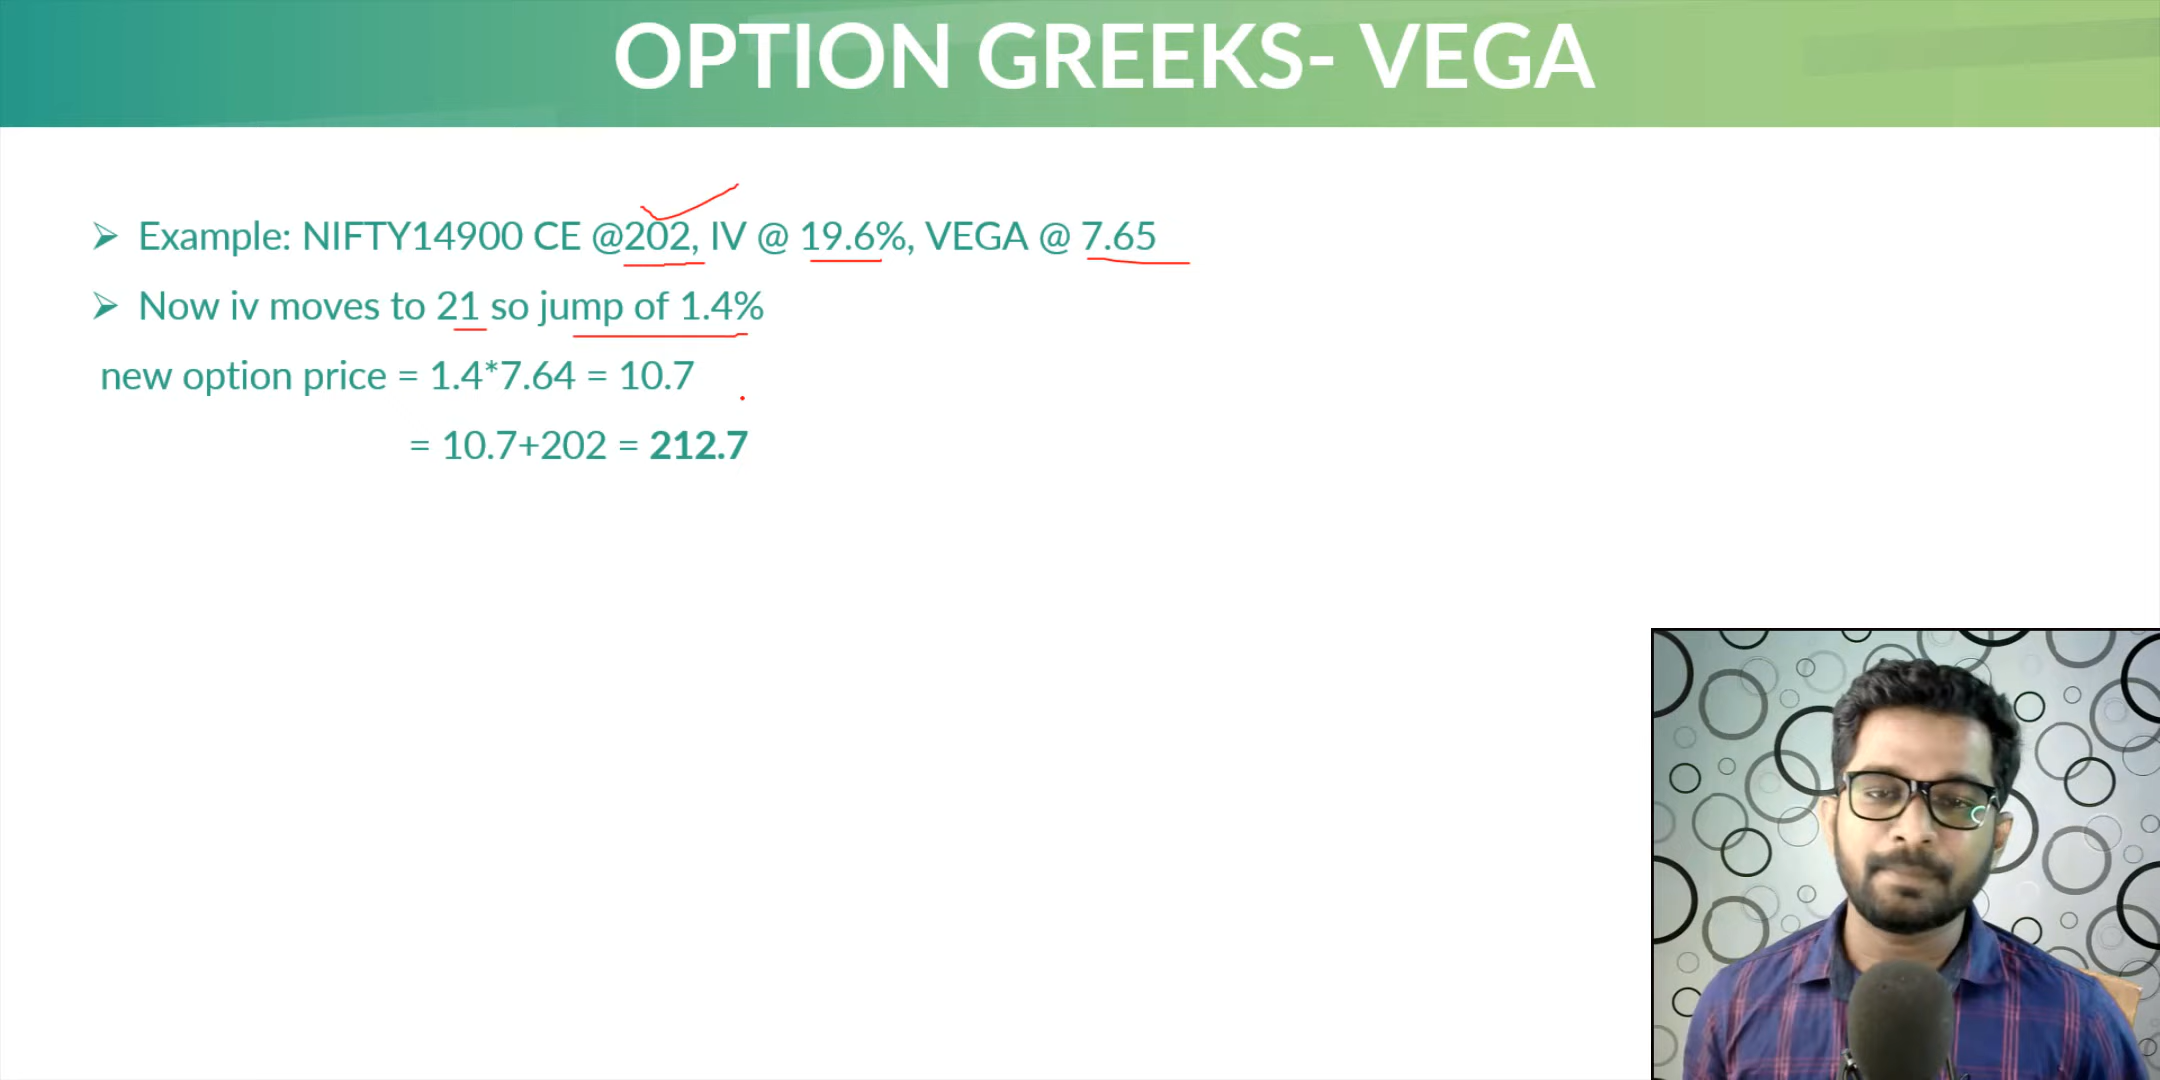 OPTION GREEKS- VEGA
Example: NIFTY14900 CE @202, IV @ 19.6%, VEGA @ 7.65
Now iv moves to 21 so jump of 1.4%
new option price = 1.4*7.64 = 10.7
= 10.7+202 = 212.7